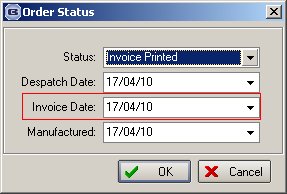 Order Status
Status: Invoice Printed
Despatch Date: 17/04/10
Invoice Date: 17/04/10
Manufactured: 17/04/10
OK Cancel